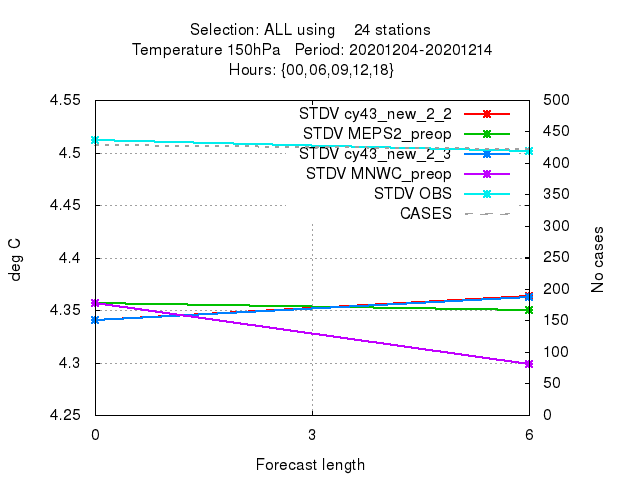 Selection: ALL using    24 stations
Temperature 150hPa   Period: 20201204-20201214
Hours: {00,06,09,12,18}
4.55
4.5
4.45
4.4
4.35
4.3
4.25
500
450
400
350
300
250
200
150
100
50
0
STDV cy43_new_2_2
STDV MEPS2_preop
STDV cy43_new_2_3
STDV MNWC_preop
STDV OBS
CASES
deg C
No cases
0
3
6
Forecast length